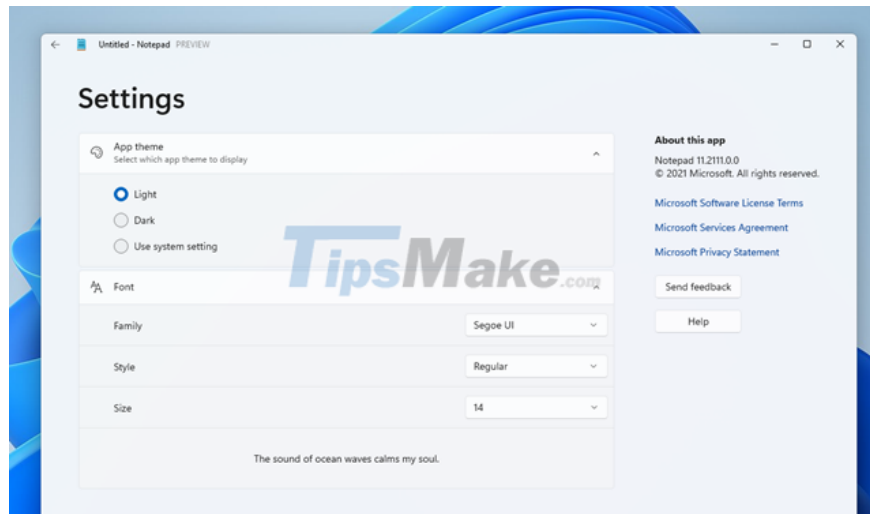 Untitled - Notepad PREVIEW
Settings
App theme
Select which app theme to display
Light
Dark
Use system setting
TipsMake.com
Font
Family
Segoe UI
Style
Regular
Size
14
The sound of ocean waves calms my soul.
About this app
Notepad 11.2111.0.0
© 2021 Microsoft. All rights reserved.
Microsoft Software License Terms
Microsoft Services Agreement
Microsoft Privacy Statement
Send feedback
Help